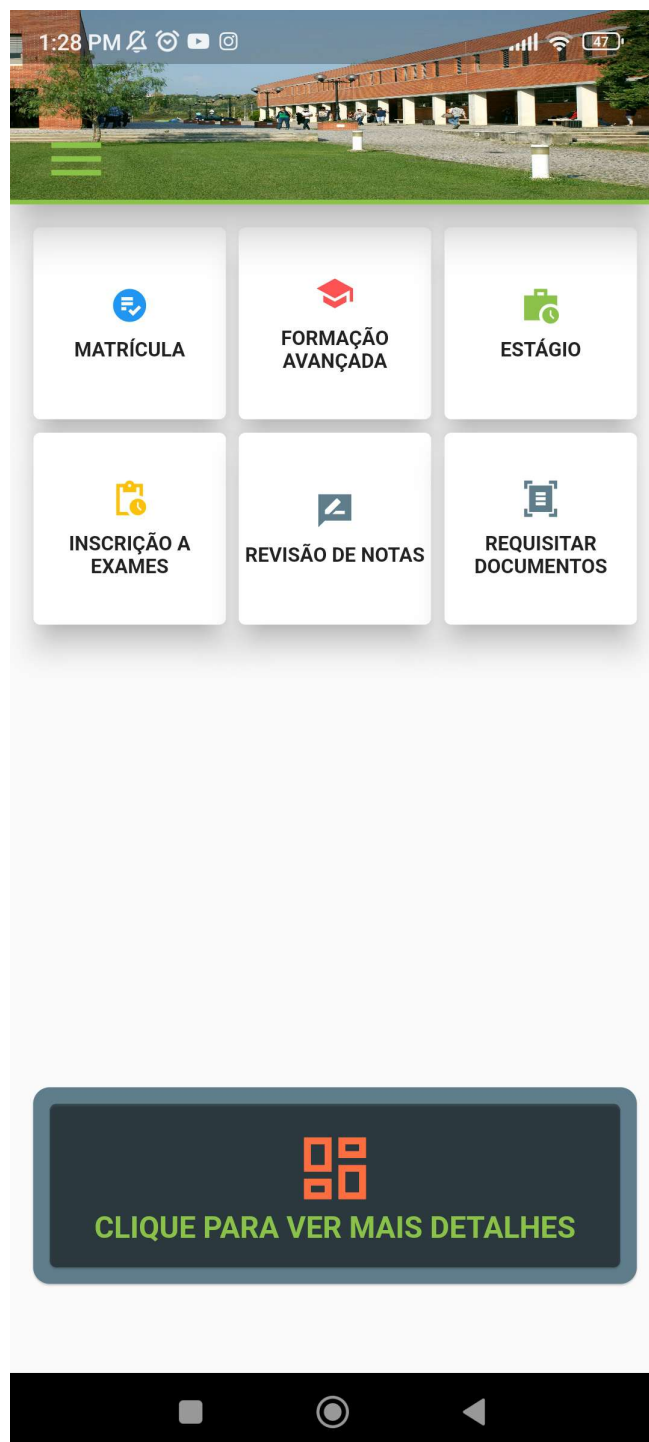 1:28 PM
47
MATRÍCULA
FORMAÇÃO
AVANÇADA
ESTÁGIO
INSCRIÇÃO A
EXAMES
REVISÃO DE NOTAS
REQUISITAR
DOCUMENTOS
CLIQUE PARA VER MAIS DETALHES